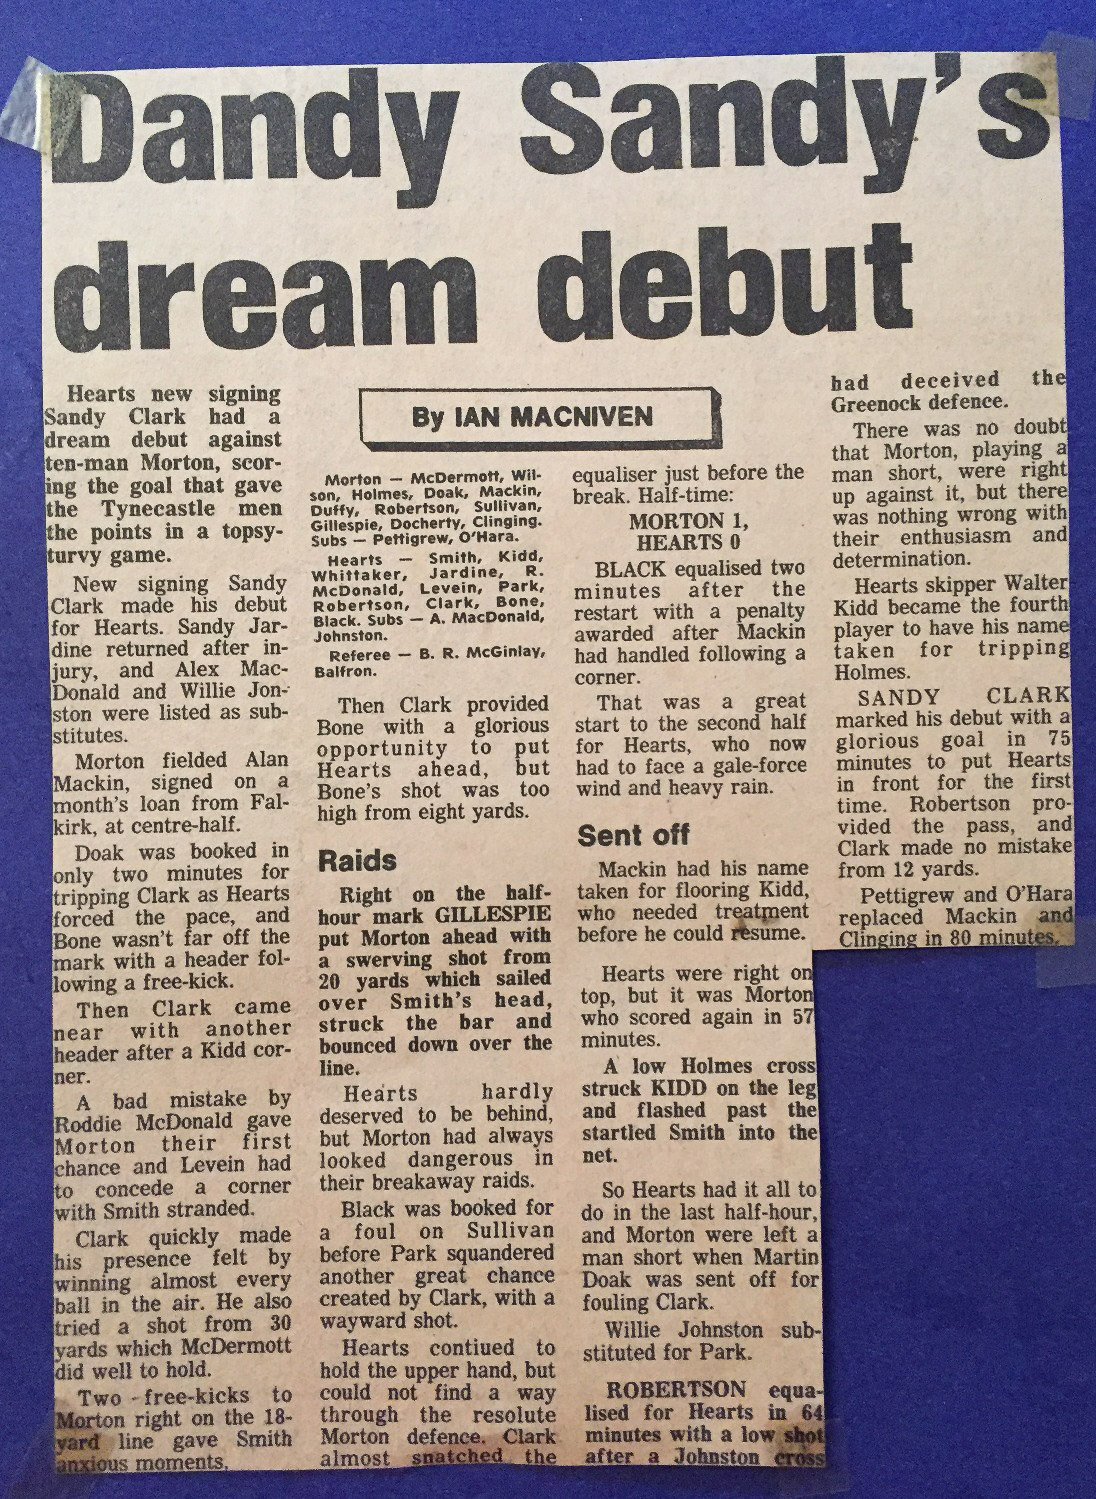 Dandy Sandy's
dream debut
Hearts new signing
Sandy Clark had a
dream debut against
ten-man Morton, scor-
ing the goal that gave
the Tynecastle men
the points in a topsy-
turvy game.
New signing Sandy
Clark made his debut
for Hearts. Sandy Jar-
dine returned after in-
jury, and Alex Mac-
Donald and Willie Jon-
ston were listed as sub-
stitutes.
Morton fielded Alan
Mackin, signed on a
month's loan from Fal-
kirk, at centre-half.
Doak was booked in
only two minutes for
tripping Clark as Hearts
forced the pace, and
Bone wasn't far off the
mark with a header fol-
lowing a free-kick.
Then Clark came
near with another
header after a Kidd cor-
ner.
A bad mistake by
Roddie McDonald gave
Morton their first
chance and Levein had
to concede a corner
with Smith stranded.
Clark quickly made
his presence felt by
winning almost every
ball in the air. He also
tried a shot from 30
yards which McDermott
did well to hold.
Two free-kicks to
Morton right on the 18-
yard line gave Smith
anxious moments.
By IAN MACNIVEN
Morton — McDermott, Wil-
son, Holmes, Doak, Mackin,
Duffy, Robertson, Sullivan,
Gillespie, Docherty, Clinging.
Subs — Pettigrew, O'Hara.
Hearts — Smith, Kidd,
Whittaker, Jardine, R.
McDonald, Levein, Park,
Robertson, Clark, Bone,
Black. Subs — A. MacDonald,
Johnston.
Referee — B. R. McGinlay,
Balfron.
Then Clark provided
Bone with a glorious
opportunity to put
Hearts ahead, but
Bone's shot was too
high from eight yards.
Raids
Right on the half-
hour mark GILLESPIE
put Morton ahead with
a swerving shot from
20 yards which sailed
over Smith's head,
struck the bar and
bounced down over the
line.
Hearts hardly
deserved to be behind,
but Morton had always
looked dangerous in
their breakaway raids.
Black was booked for
a foul on Sullivan
before Park squandered
another great chance
created by Clark, with a
wayward shot.
Hearts contiued to
hold the upper hand, but
could not find a way
through the resolute
Morton defence. Clark
almost snatched the
equaliser just before the
break. Half-time:
MORTON 1,
HEARTS 0
BLACK equalised two
minutes after the
restart with a penalty
awarded after Mackin
had handled following a
corner.
That was a great
start to the second half
for Hearts, who now
had to face a gale-force
wind and heavy rain.
Sent off
Mackin had his name
taken for flooring Kidd,
who needed treatment
before he could resume.
Hearts were right on
top, but it was Morton
who scored again in 57
minutes.
A low Holmes cross
struck KIDD on the leg
and flashed past the
startled Smith into the
net.
So Hearts had it all to
do in the last half-hour,
and Morton were left a
man short when Martin
Doak was sent off for
fouling Clark.
Willie Johnston sub-
stituted for Park.
ROBERTSON equa-
lised for Hearts in 64
minutes with a low shot
after a Johnston cross
had deceived the
Greenock defence.
There was no doubt
that Morton, playing a
man short, were right
up against it, but there
was nothing wrong with
their enthusiasm and
determination.
Hearts skipper Walter
Kidd became the fourth
player to have his name
taken for tripping
Holmes.
SANDY CLARK
marked his debut with a
glorious goal in 75
minutes to put Hearts
in front for the first
time. Robertson pro-
vided the pass, and
Clark made no mistake
from 12 yards.
Pettigrew and O'Hara
replaced Mackin and
Clinging in 80 minutes.